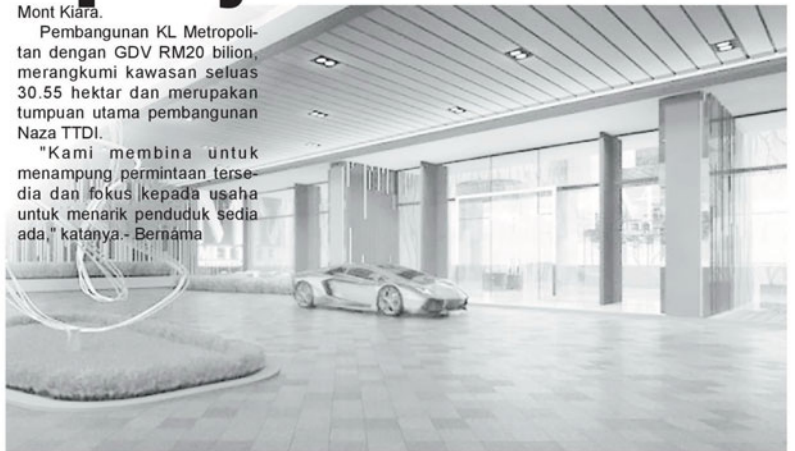 Mont Kiara.
Pembangunan KL Metropoli-
tan dengan GDV RM20 bilion,
merangkumi kawasan seluas
30.55 hektar dan merupakan
tumpuan utama pembangunan
Naza TTDI.
"Kami membina untuk
menampung permintaan terse-
dia dan fokus kepada usaha
untuk menarik penduduk sedia
ada," katanya.- Bernama